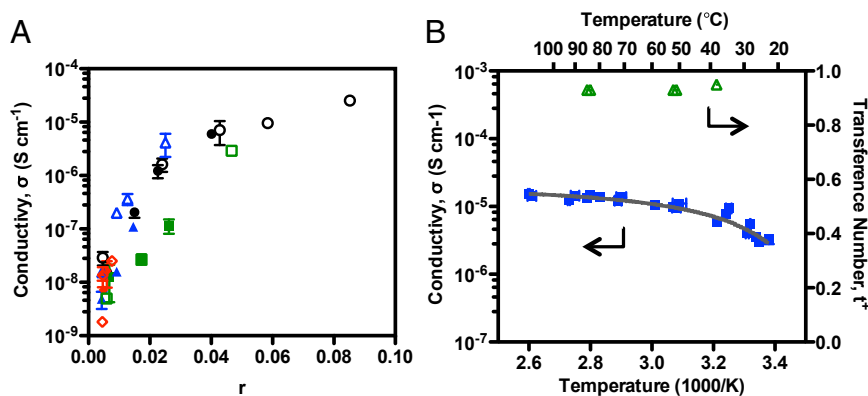 A
Conductivy, σ (S cm⁻¹)
10⁻⁴
10⁻⁵
10⁻⁶
10⁻⁷
10⁻⁸
10⁻⁹
0.00 0.02 0.04 0.06 0.08 0.10
r
B
Temperature (°C)
100 90 80 70 60 50 40 30 20
Conductivy, σ (S cm-1)
10⁻³
10⁻⁴
10⁻⁵
10⁻⁶
10⁻⁷
1.0
0.8
0.6
0.4
0.2
0.0
Transference Number, t⁺
2.6 2.8 3.0 3.2 3.4
Temperature (1000/K)